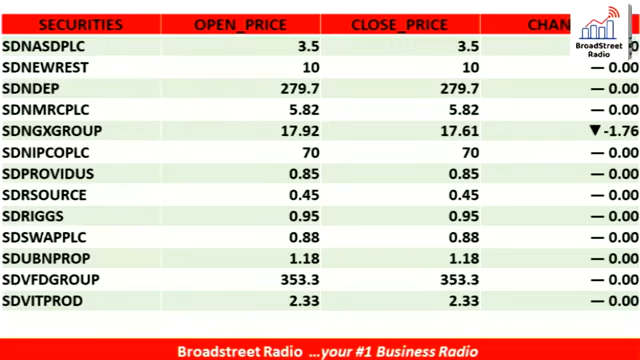 SECURITIES OPEN_PRICE CLOSE_PRICE CHAN
BroadStreet
Radio
SDNASDPLC 3.5 3.5 0
SDNEWREST 10 10 — 0.00
SDNDEP 279.7 279.7 — 0.00
SDNMRCPLC 5.82 5.82 — 0.00
SDNGXGROUP 17.92 17.61 ▼ -1.76
SDNIPCOPLC 70 70 — 0.00
SDPROVIDUS 0.85 0.85 — 0.00
SDRSOURCE 0.45 0.45 — 0.00
SDRIGGS 0.95 0.95 — 0.00
SDSWAPPLC 0.88 0.88 — 0.00
SDUBNPROP 1.18 1.18 — 0.00
SDVFDGROUP 353.3 353.3 — 0.00
SDVITPROD 2.33 2.33 — 0.00
Broadstreet Radio ...your #1 Business Radio